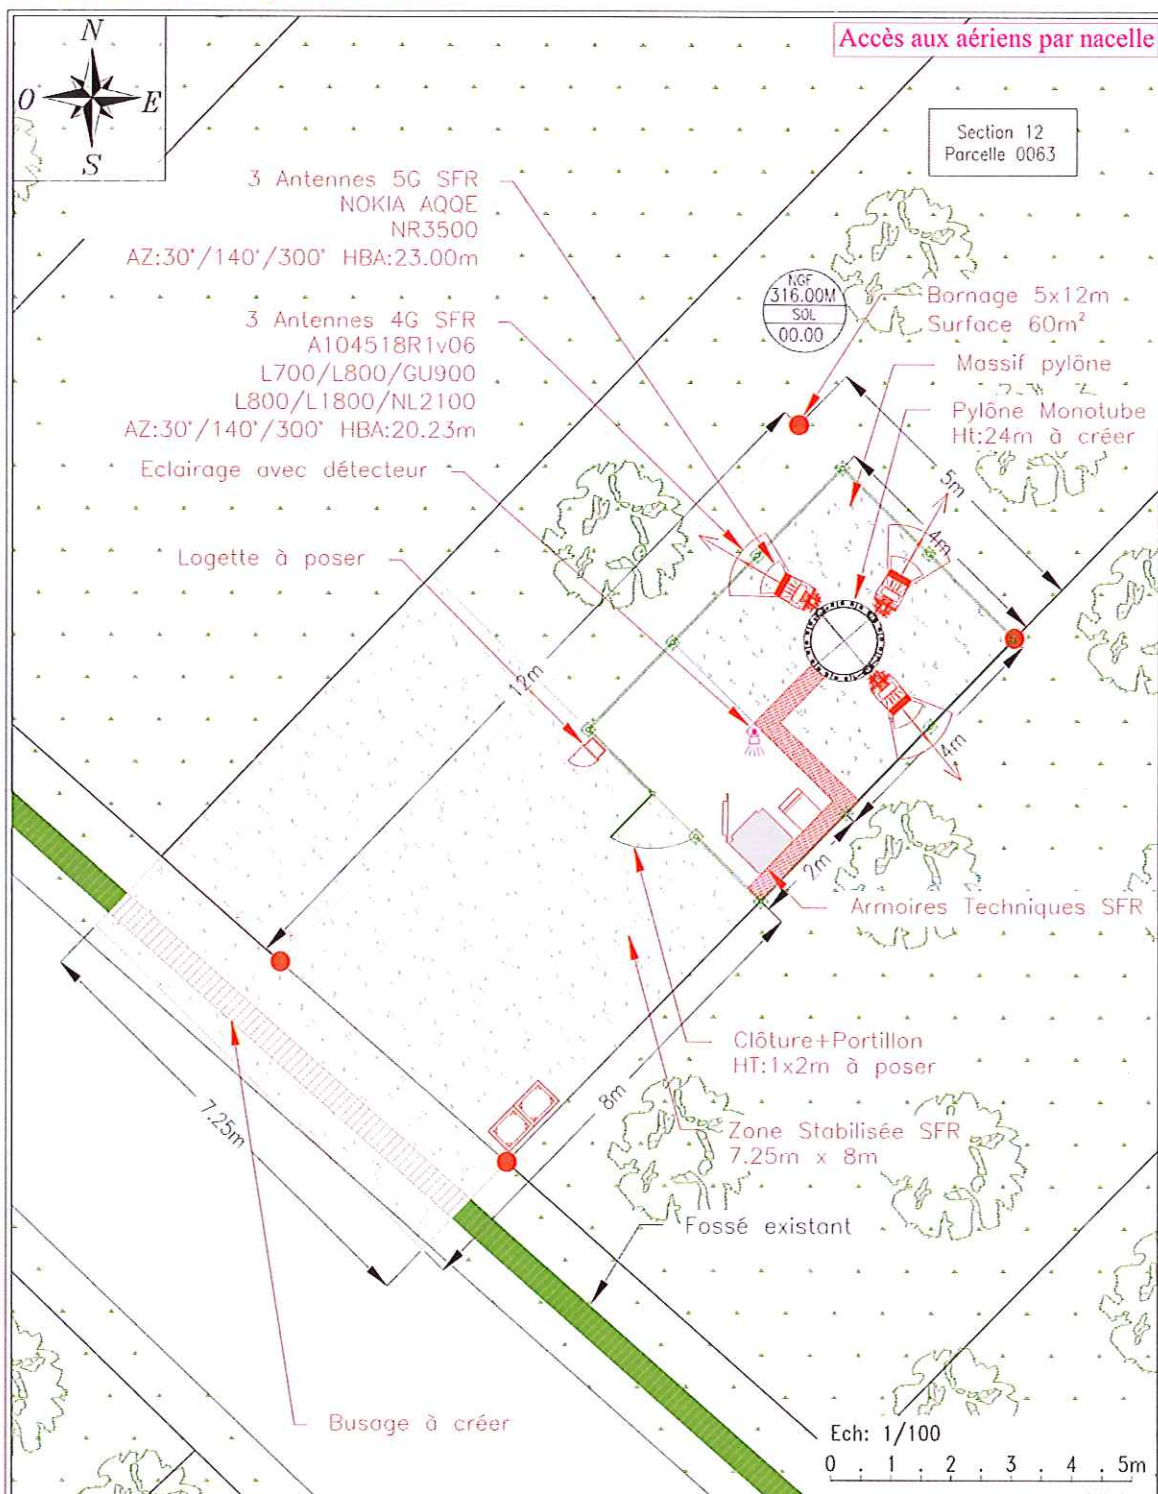 Accès aux aériens par nacelle
N
O
E
S
Section 12
Parcelle 0063
3 Antennes 5G SFR
NOKIA AQQE
NR3500
AZ:30°/140°/300° HBA:23.00m
NGF
316.00M
SOL
00.00
Bornage 5x12m
Surface 60m²
3 Antennes 4G SFR
A104518R1v06
L700/L800/GU900
L800/L1800/NL2100
AZ:30°/140°/300° HBA:20.23m
Massif pylône
Pylône Monotube
Ht:24m à créer
Eclairage avec détecteur
5m
4m
Logette à poser
12m
4m
2m
Armoires Techniques SFR
Clôture+Portillon
HT:1x2m à poser
8m
7.25m
Zone Stabilisée SFR
7.25m x 8m
Fossé existant
Busage à créer
Ech: 1/100
0 . 1 . 2 . 3 . 4 . 5m